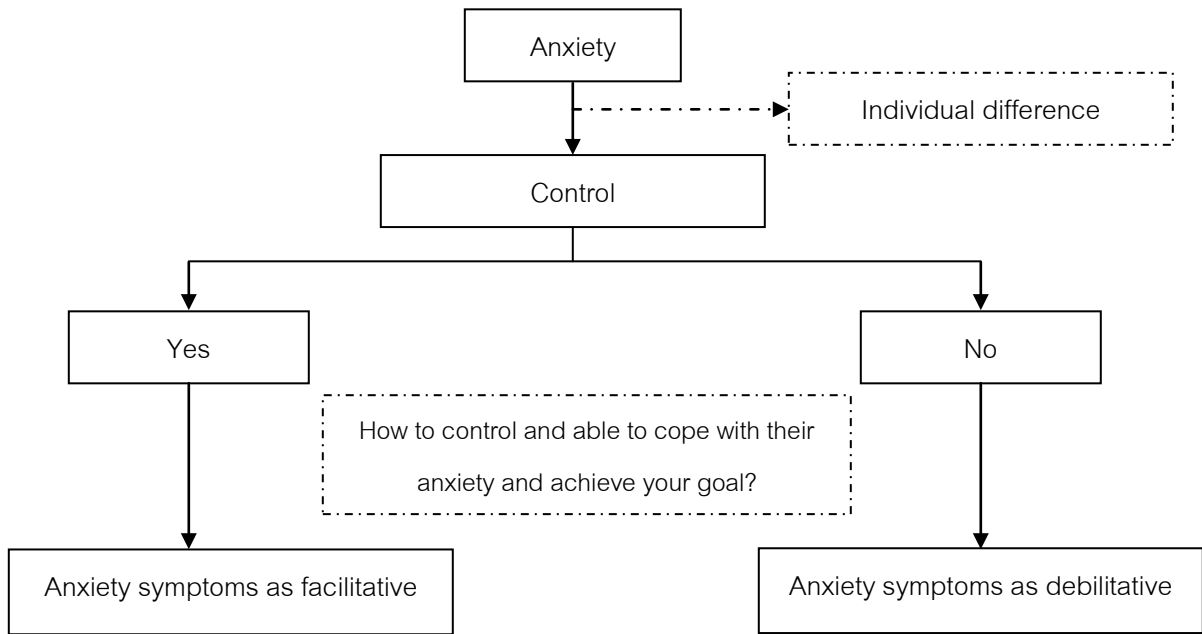 Anxiety
Individual difference
Control
Yes
No
How to control and able to cope with their
anxiety and achieve your goal?
Anxiety symptoms as facilitative
Anxiety symptoms as debilitative